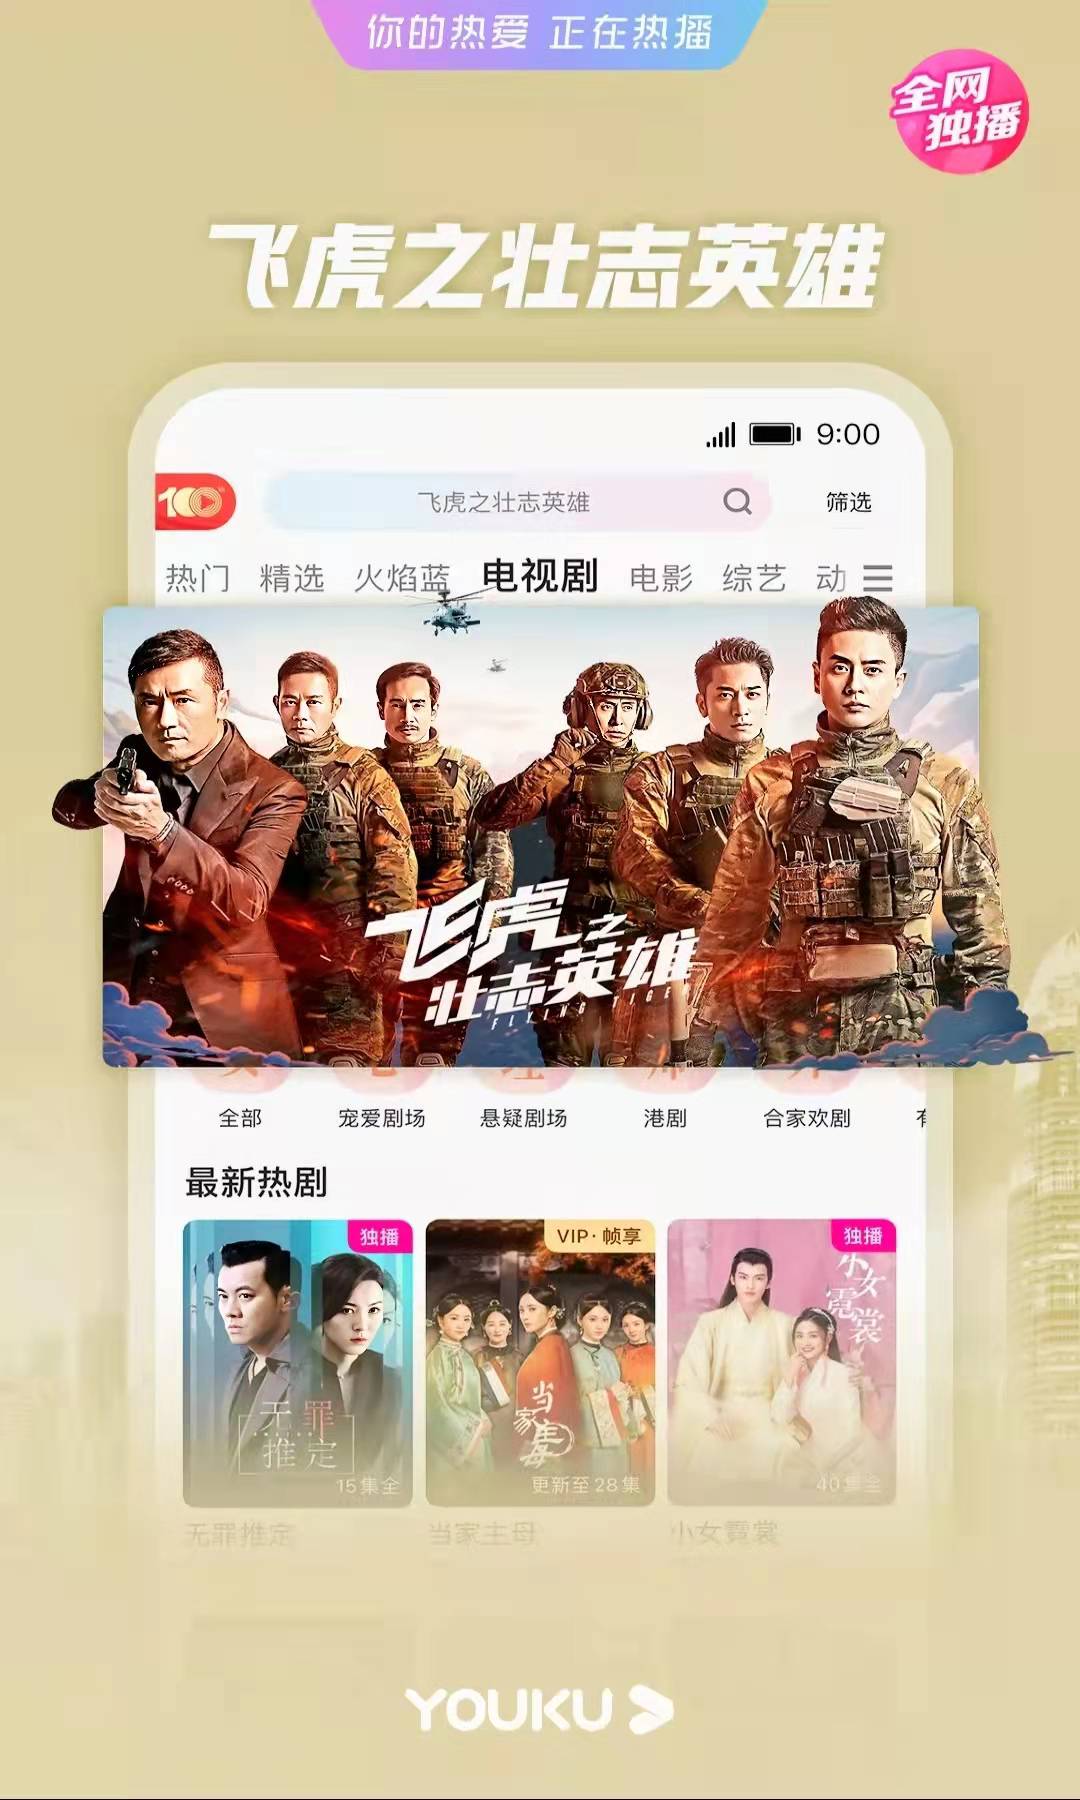 你的热爱 正在热播
全网
独播
飞虎之壮志英雄
9:00
100
飞虎之壮志英雄
筛选
热门 精选 火焰蓝 电视剧 电影 综艺 动
飞虎之
壮志英雄
FLYING TIGER
全部 宠爱剧场 悬疑剧场 港剧 合家欢剧
最新热剧
独播
无罪
推定
15集全
无罪推定
VIP·帧享
当家主母
更新至28集
当家主母
独播
小女霓裳
40集全
小女霓裳
YOUKU